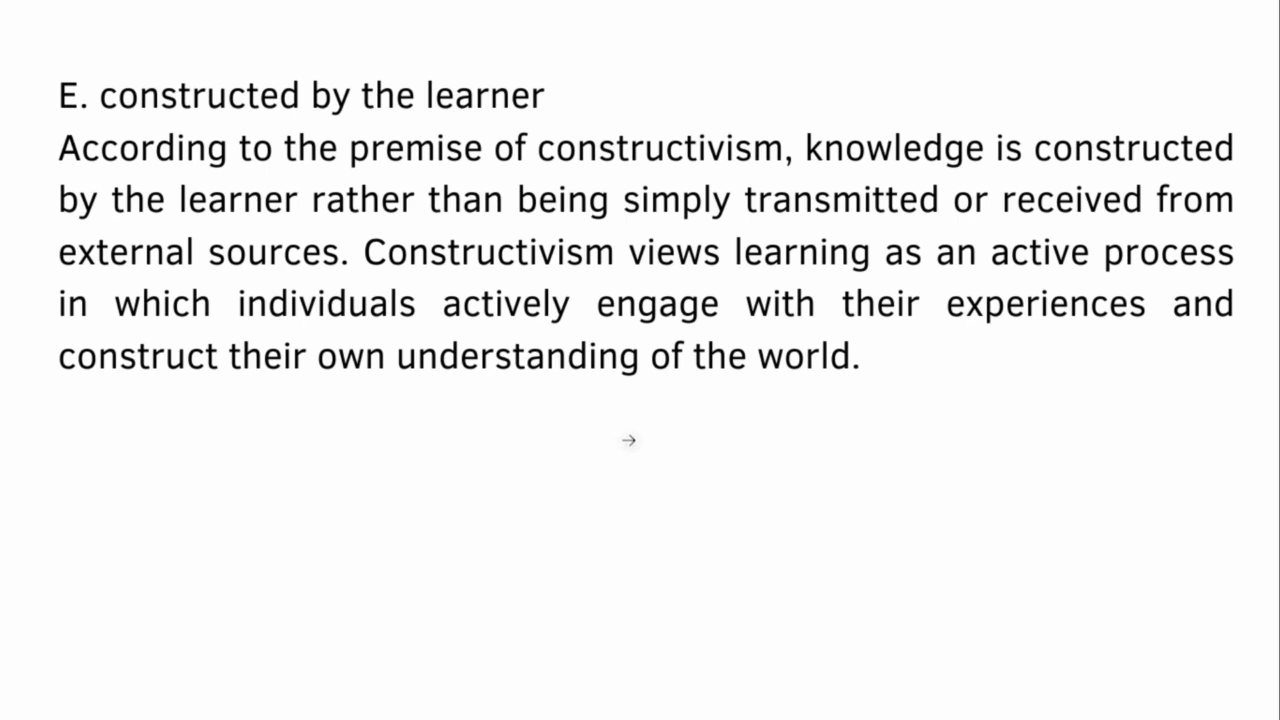 E. constructed by the learner
According to the premise of constructivism, knowledge is constructed
by the learner rather than being simply transmitted or received from
external sources. Constructivism views learning as an active process
in which individuals actively engage with their experiences and
construct their own understanding of the world.
→